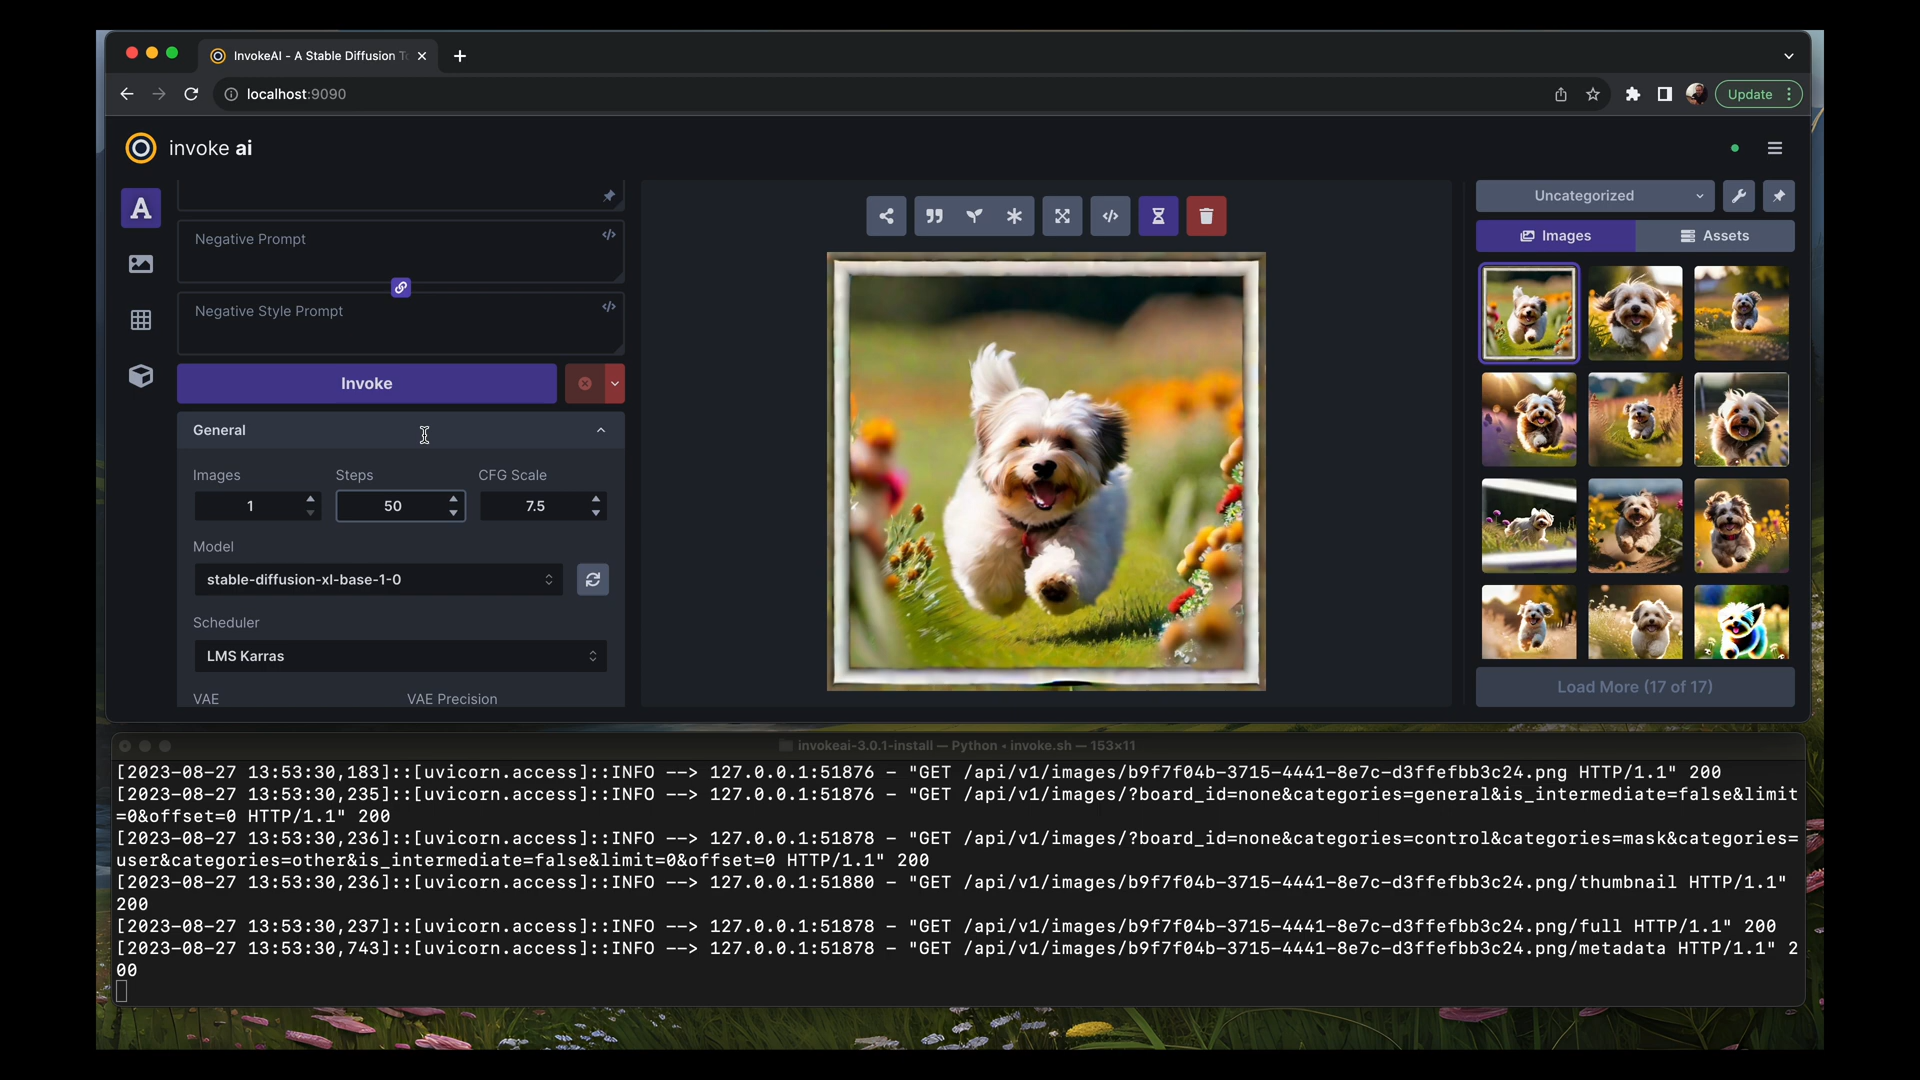 InvokeAI - A Stable Diffusion
localhost:9090
Update
invoke ai
Negative Prompt
Negative Style Prompt
Invoke
General
Images
Steps
CFG Scale
1
50
7.5
Model
stable-diffusion-xl-base-1-0
Scheduler
LMS Karras
VAE
VAE Precision
Uncategorized
Images
Assets
Load More (17 of 17)
invokeai-3.0.1-install — Python • invoke.sh — 153×11
[2023-08-27 13:53:30,183]::[uvicorn.access]::INFO --> 127.0.0.1:51876 - "GET /api/v1/images/b9f7f04b-3715-4441-8e7c-d3ffefbb3c24.png HTTP/1.1" 200
[2023-08-27 13:53:30,235]::[uvicorn.access]::INFO --> 127.0.0.1:51876 - "GET /api/v1/images/?board_id=none&categories=general&is_intermediate=false&limit
=0&offset=0 HTTP/1.1" 200
[2023-08-27 13:53:30,236]::[uvicorn.access]::INFO --> 127.0.0.1:51878 - "GET /api/v1/images/?board_id=none&categories=control&categories=mask&categories=
user&categories=other&is_intermediate=false&limit=0&offset=0 HTTP/1.1" 200
[2023-08-27 13:53:30,236]::[uvicorn.access]::INFO --> 127.0.0.1:51880 - "GET /api/v1/images/b9f7f04b-3715-4441-8e7c-d3ffefbb3c24.png/thumbnail HTTP/1.1"
200
[2023-08-27 13:53:30,237]::[uvicorn.access]::INFO --> 127.0.0.1:51878 - "GET /api/v1/images/b9f7f04b-3715-4441-8e7c-d3ffefbb3c24.png/full HTTP/1.1" 200
[2023-08-27 13:53:30,743]::[uvicorn.access]::INFO --> 127.0.0.1:51878 - "GET /api/v1/images/b9f7f04b-3715-4441-8e7c-d3ffefbb3c24.png/metadata HTTP/1.1" 2
00